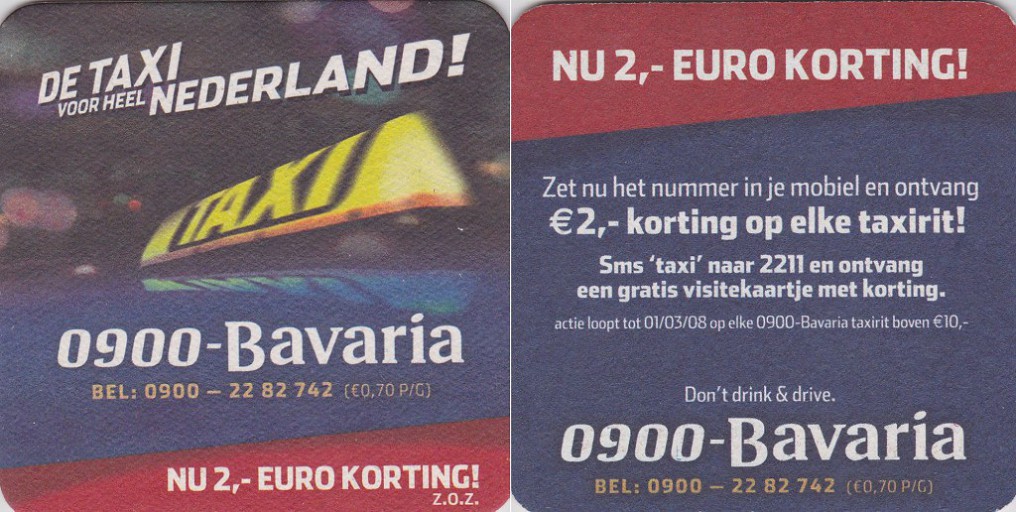 DE TAXI
VOOR HEEL NEDERLAND!
TAXI
0900-Bavaria
BEL: 0900 – 22 82 742 (€0,70 P/G)
NU 2,- EURO KORTING!
Z.O.Z.
NU 2,- EURO KORTING!
Zet nu het nummer in je mobiel en ontvang
€2,- korting op elke taxirit!
Sms ‘taxi’ naar 2211 en ontvang
een gratis visitekaartje met korting.
actie loopt tot 01/03/08 op elke 0900-Bavaria taxirit boven €10,-
Don't drink & drive.
0900-Bavaria
BEL: 0900 – 22 82 742 (€0,70 P/G)